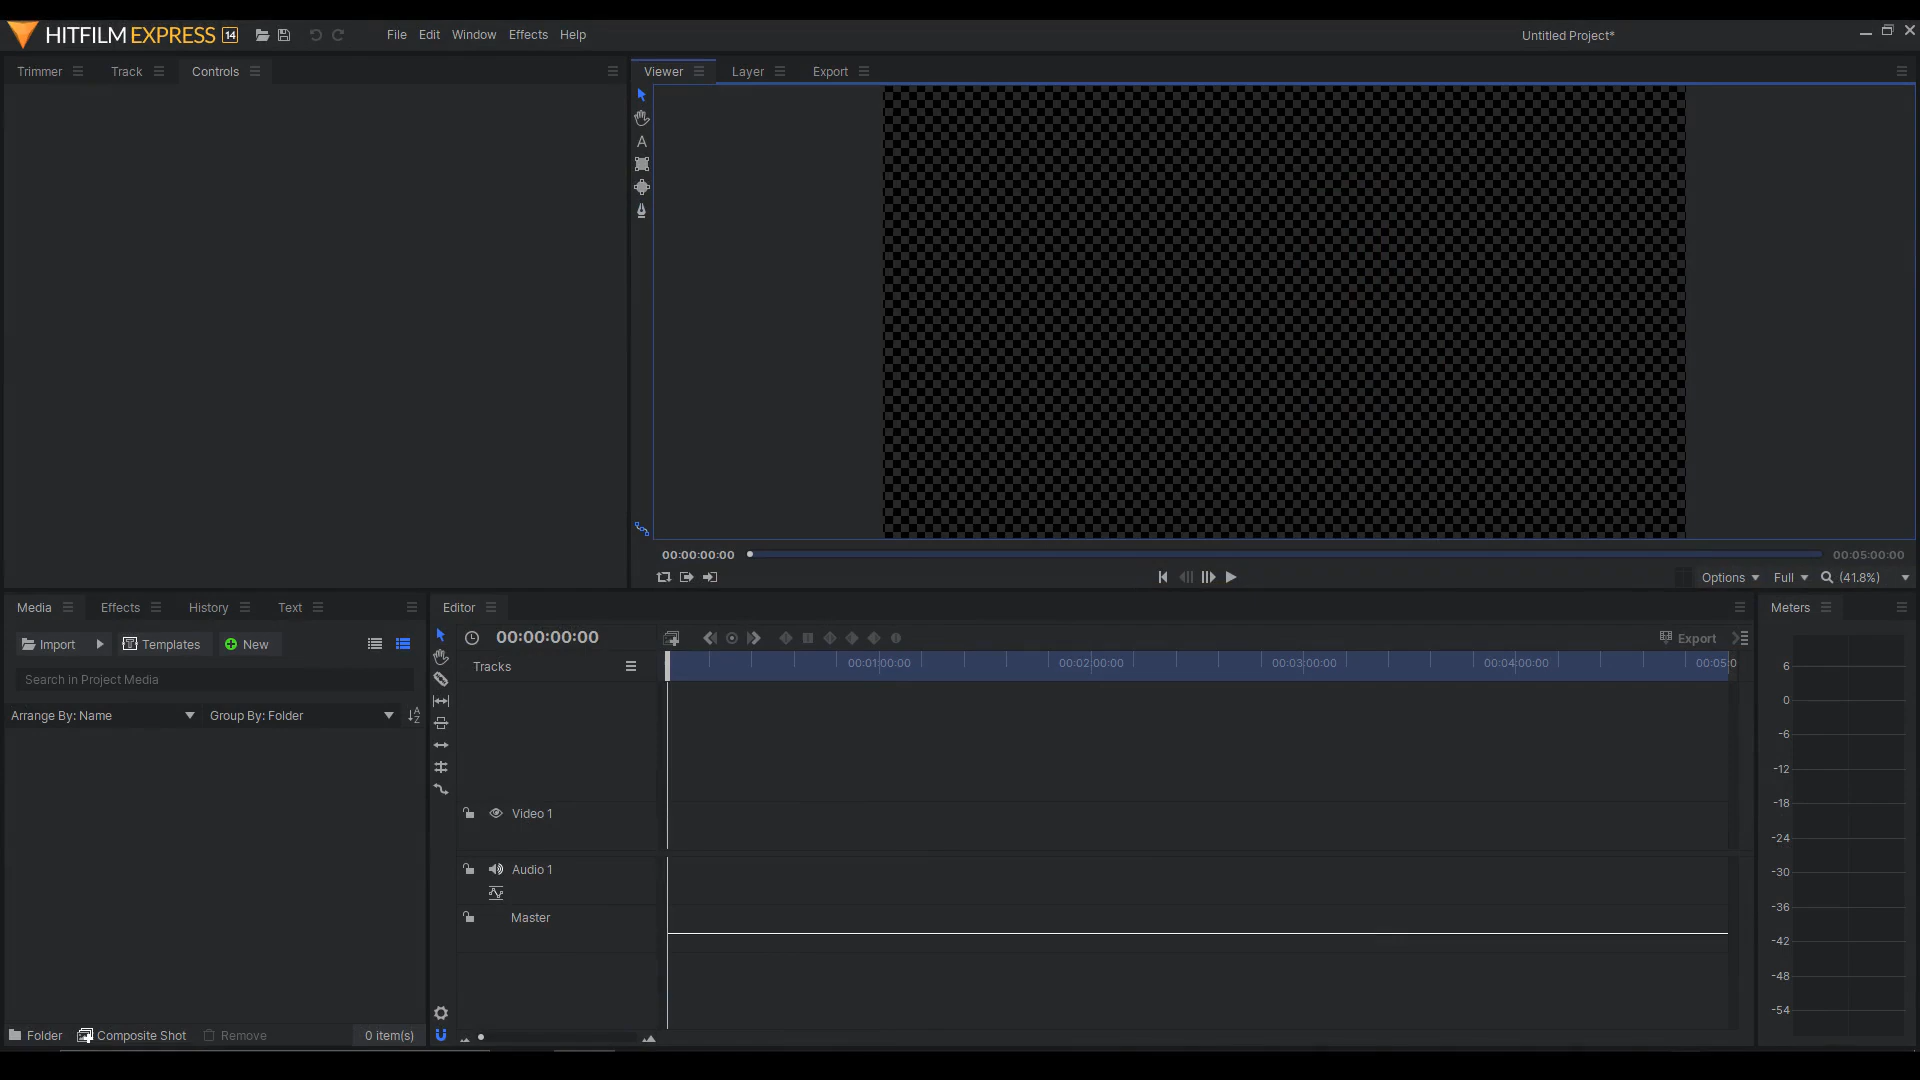 HITFILM EXPRESS 14 File Edit Window Effects Help Untitled Project*
Trimmer Track Controls
Viewer Layer Export
A
00:00:00:00 00:05:00:00
Options Full (41.8%)
Media Effects History Text
Import Templates New
Search in Project Media
Arrange By: Name Group By: Folder
Folder Composite Shot Remove 0 item(s)
Editor
00:00:00:00 Export
Tracks 00:01:00:00 00:02:00:00 00:03:00:00 00:04:00:00 00:05:0
Video 1
Audio 1
Master
Meters
6
0
-6
-12
-18
-24
-30
-36
-42
-48
-54